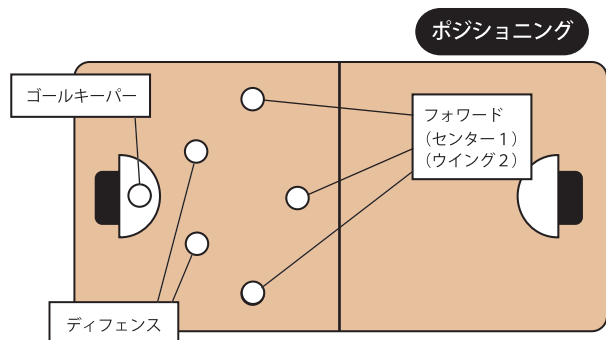 ポジショニング
ゴールキーパー
フォワード
（センター１）
（ウイング２）
ディフェンス